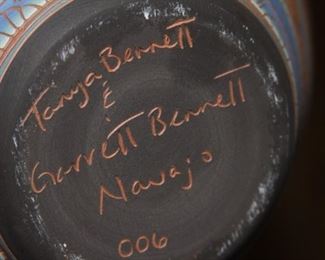 Tanya Bennett
&
Garrett Bennett
Navajo
006